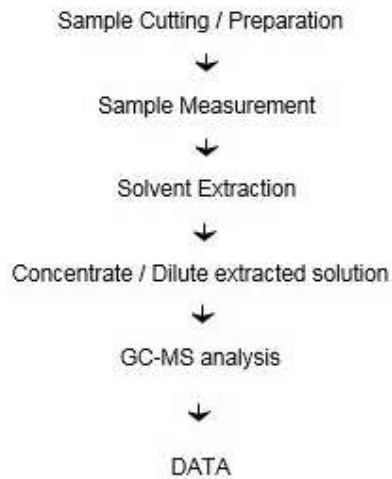 Sample Cutting / Preparation
Sample Measurement
Solvent Extraction
Concentrate / Dilute extracted solution
GC-MS analysis
DATA